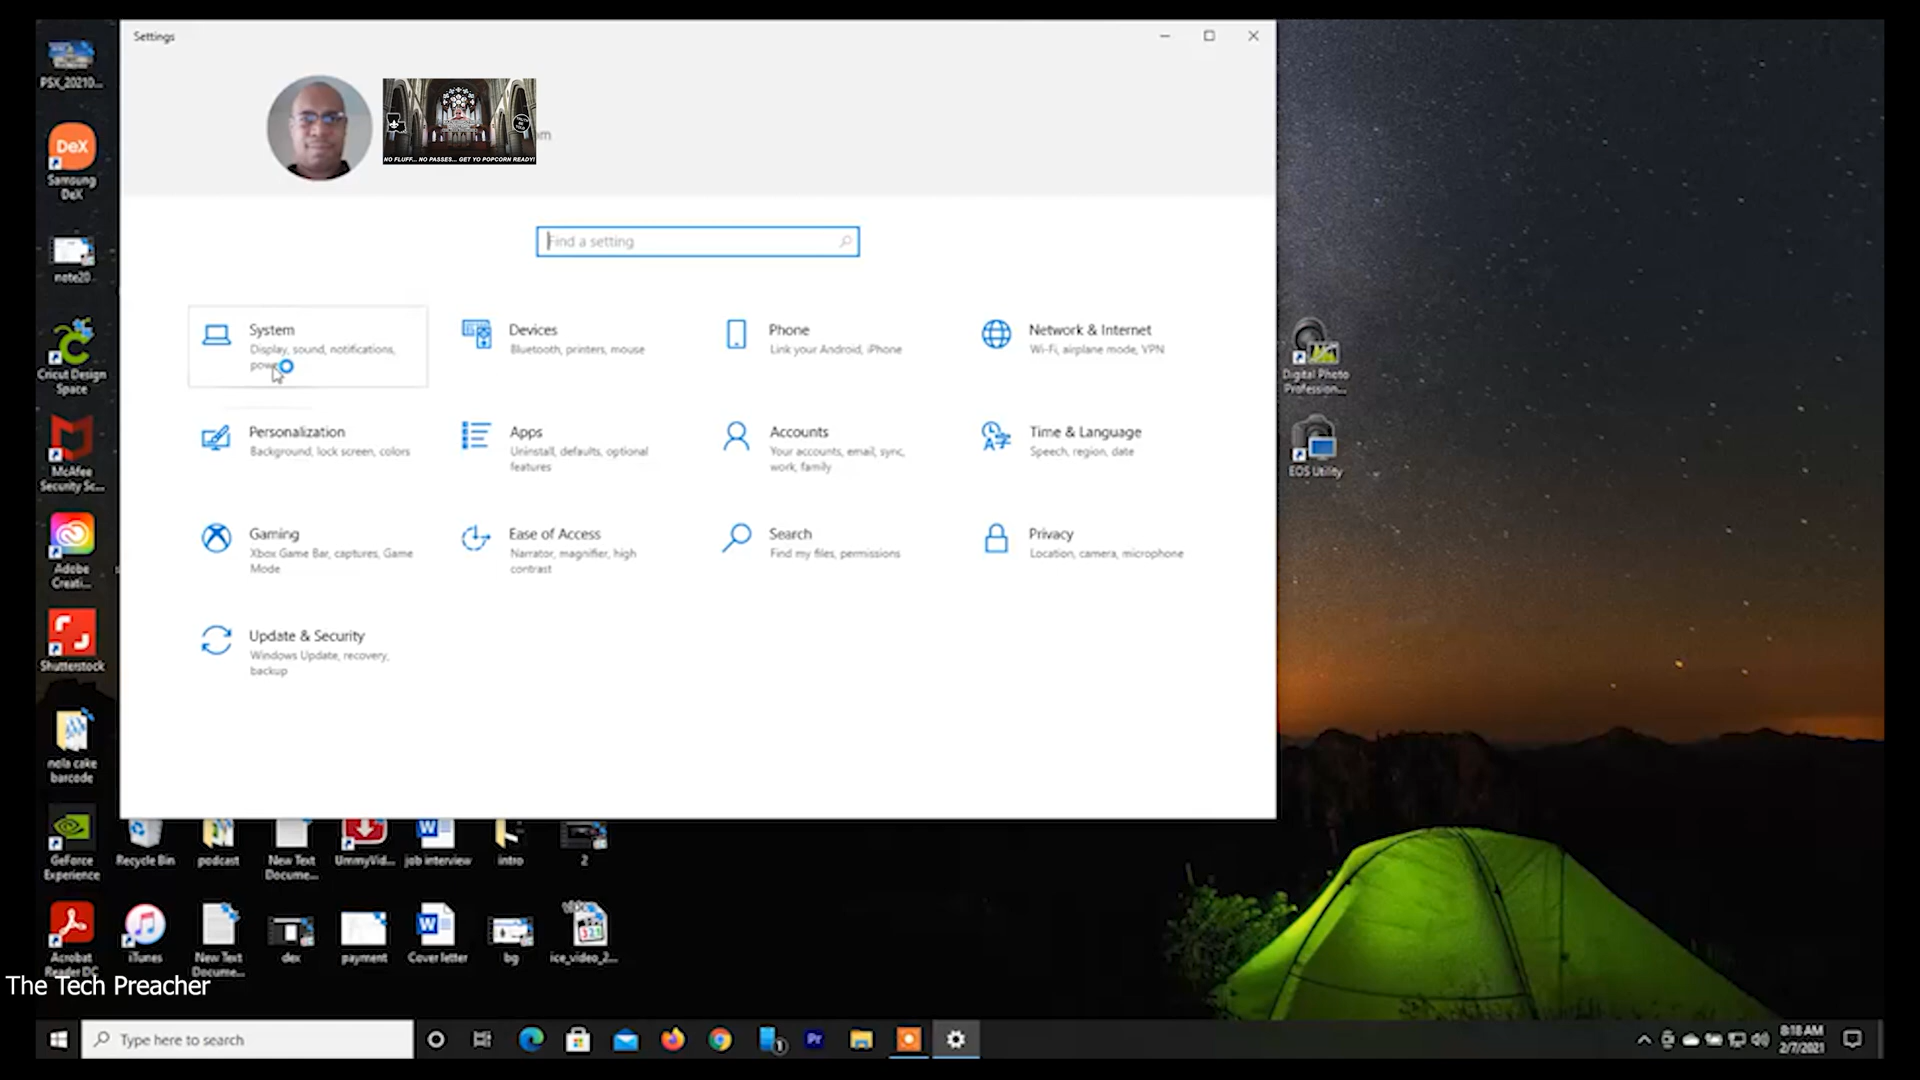 Settings
NO FLUFF... NO PASSES... GET YO POPCORN READY!
om
Find a setting
System
Display, sound, notifications,
power
Devices
Bluetooth, printers, mouse
Phone
Link your Android, iPhone
Network & Internet
Wi-Fi, airplane mode, VPN
Personalization
Background, lock screen, colors
Apps
Uninstall, defaults, optional
features
Accounts
Your accounts, email, sync,
work, family
Time & Language
Speech, region, date
Gaming
Xbox Game Bar, captures, Game
Mode
Ease of Access
Narrator, magnifier, high
contrast
Search
Find my files, permissions
Privacy
Location, camera, microphone
Update & Security
Windows Update, recovery,
backup
PSX_20210...
DeX
Samsung
DeX
note20
Cricut Design
Space
McAfee
Security Sc...
Adobe
Creati...
Shutterstock
nola cake
barcode
GeForce
Experience
Recycle Bin
podcast
New Text
Docume...
UmmyVid...
job interview
intro
2
Acrobat
Reader DC
iTunes
New Text
Docume...
dex
payment
Cover letter
bg
321
ice_video_2...
Digital Photo
Profession...
EOS Utility
The Tech Preacher
Type here to search
1
Pr
8:18 AM
2/7/2021